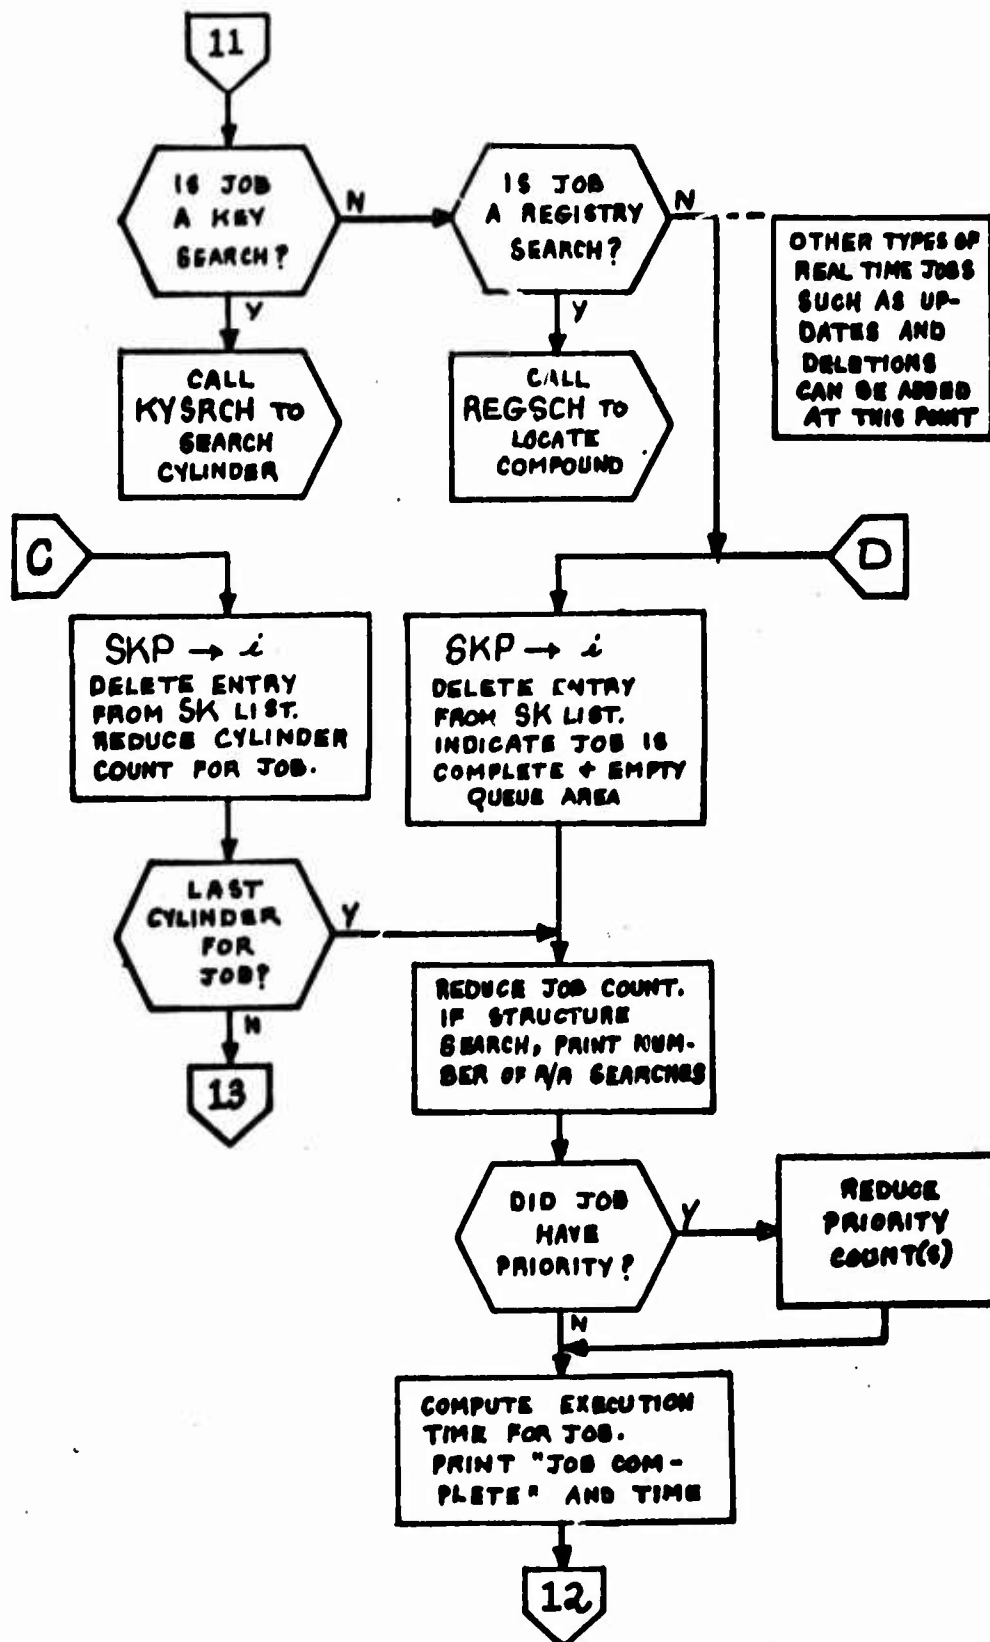 11
IS JOB
A KEY
SEARCH?
N
Y
IS JOB
A REGISTRY
SEARCH?
N
Y
OTHER TYPES OF
REAL TIME JOBS
SUCH AS UP-
DATES AND
DELETIONS
CAN BE ADDED
AT THIS POINT
CALL
KYSRCH TO
SEARCH
CYLINDER
CALL
REGSCH TO
LOCATE
COMPOUND
C
D
SKP → i
DELETE ENTRY
FROM SK LIST.
REDUCE CYLINDER
COUNT FOR JOB.
SKP → i
DELETE ENTRY
FROM SK LIST.
INDICATE JOB IS
COMPLETE + EMPTY
QUEUE AREA
LAST
CYLINDER
FOR
JOB?
Y
N
13
REDUCE JOB COUNT.
IF STRUCTURE
SEARCH, PRINT NUM-
BER OF A/A SEARCHES
DID JOB
HAVE
PRIORITY?
Y
N
REDUCE
PRIORITY
COUNT(S)
COMPUTE EXECUTION
TIME FOR JOB.
PRINT "JOB COM-
PLETE" AND TIME
12